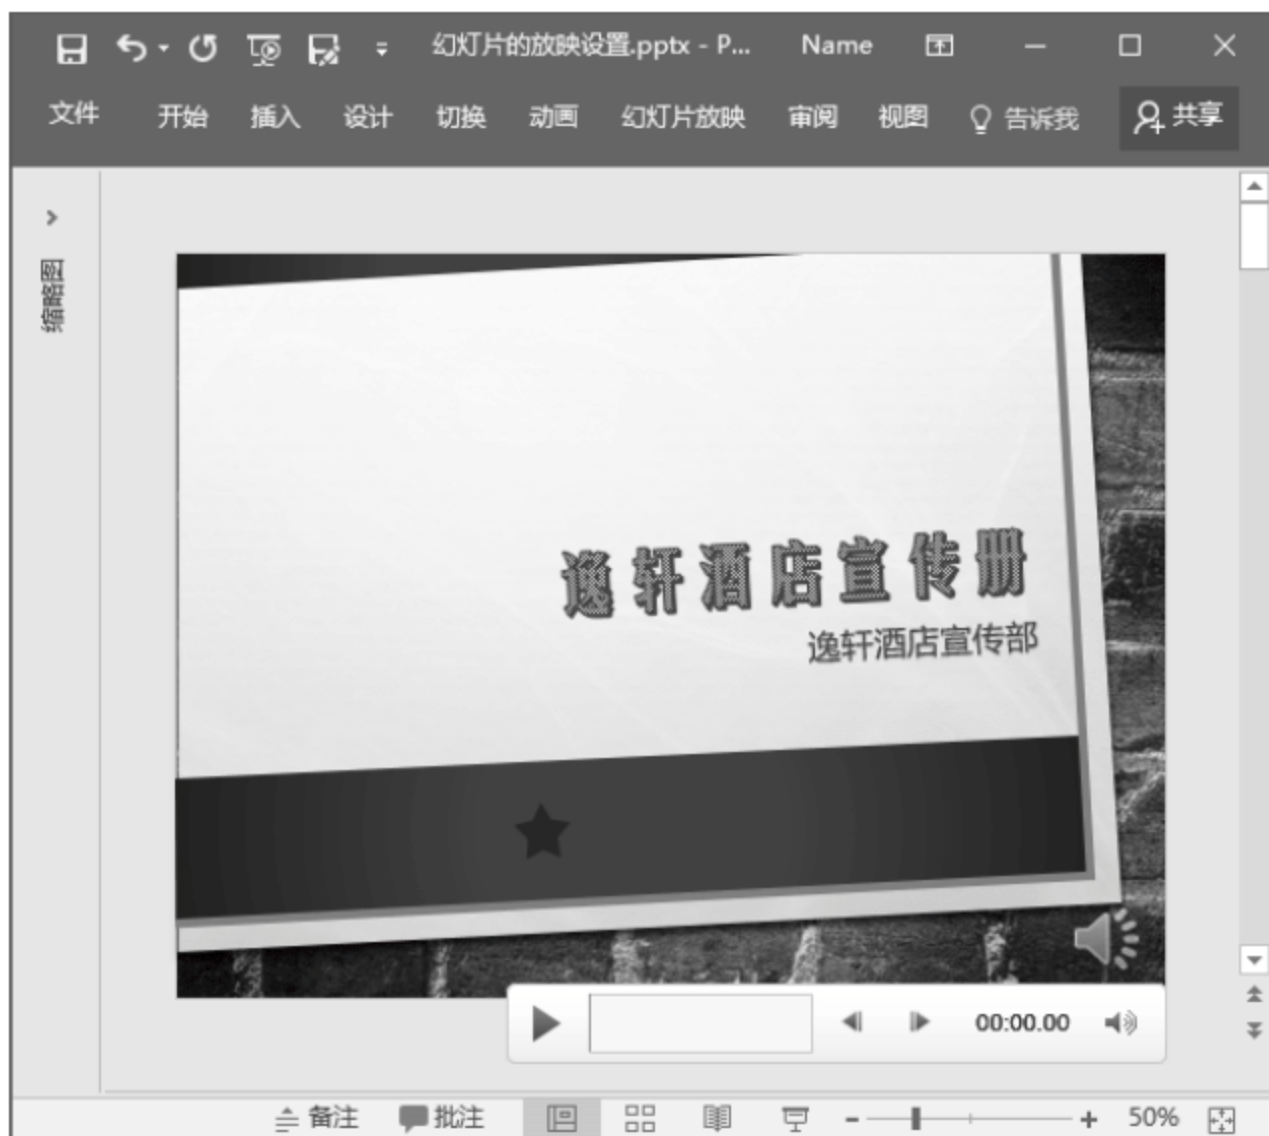 幻灯片的放映设置.pptx - P... Name
文件 开始 插入 设计 切换 动画 幻灯片放映 审阅 视图 告诉我 共享
缩略图
逸轩酒店宣传册
逸轩酒店宣传部
00:00.00
备注 批注 50%